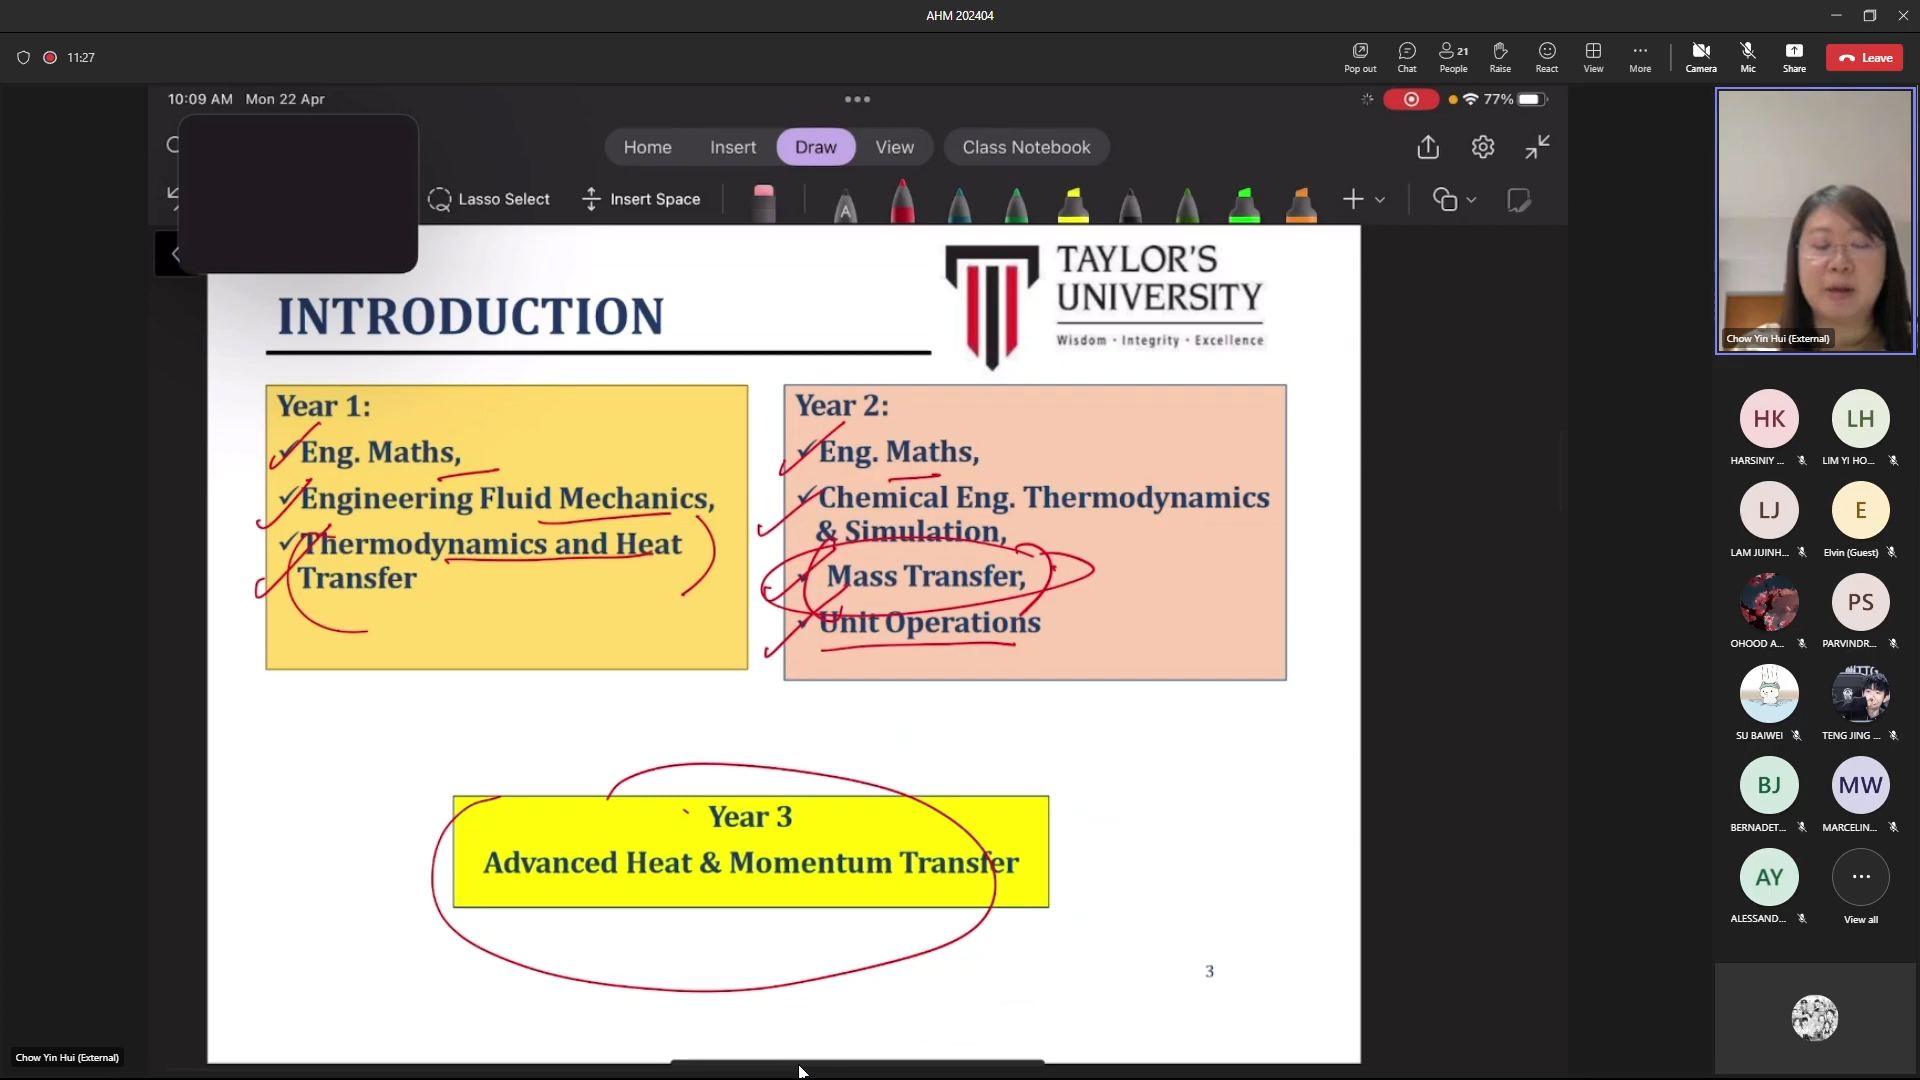 AHM 202404
11:27
Pop out
Chat
21
People
Raise
React
View
More
Camera
Mic
Share
Leave
10:09 AM Mon 22 Apr
77%
Home
Insert
Draw
View
Class Notebook
Lasso Select
Insert Space
A
INTRODUCTION
TAYLOR'S
UNIVERSITY
Wisdom · Integrity · Excellence
Year 1:
Eng. Maths,
Engineering Fluid Mechanics,
Thermodynamics and Heat
Transfer
Year 2:
Eng. Maths,
Chemical Eng. Thermodynamics
& Simulation,
Mass Transfer,
Unit Operations
Year 3
Advanced Heat & Momentum Transfer
3
Chow Yin Hui (External)
Chow Yin Hui (External)
HK
HARSINIY ...
LH
LIM YI HO...
LJ
LAM JUINH...
E
Elvin (Guest)
OHOOD A...
PS
PARVINDR...
SU BAIWEI
TENG JING ...
BJ
BERNADET...
MW
MARCELIN...
AY
ALESSAND...
View all